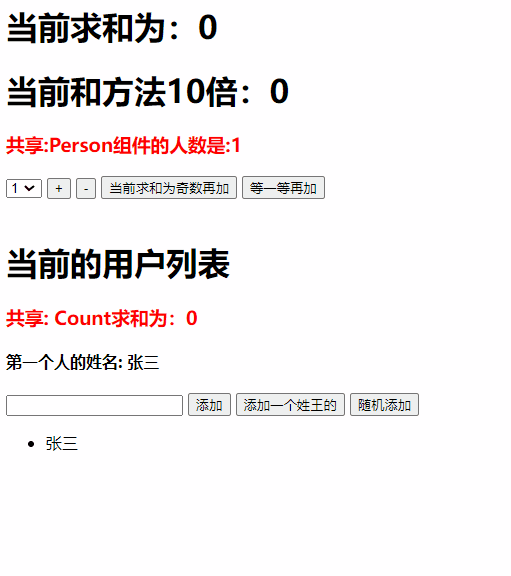 当前求和为：0
当前和方法10倍：0
共享:Person组件的人数是:1
1 + - 当前求和为奇数再加 等一等再加
当前的用户列表
共享: Count求和为：0
第一个人的姓名: 张三
添加 添加一个姓王的 随机添加
张三